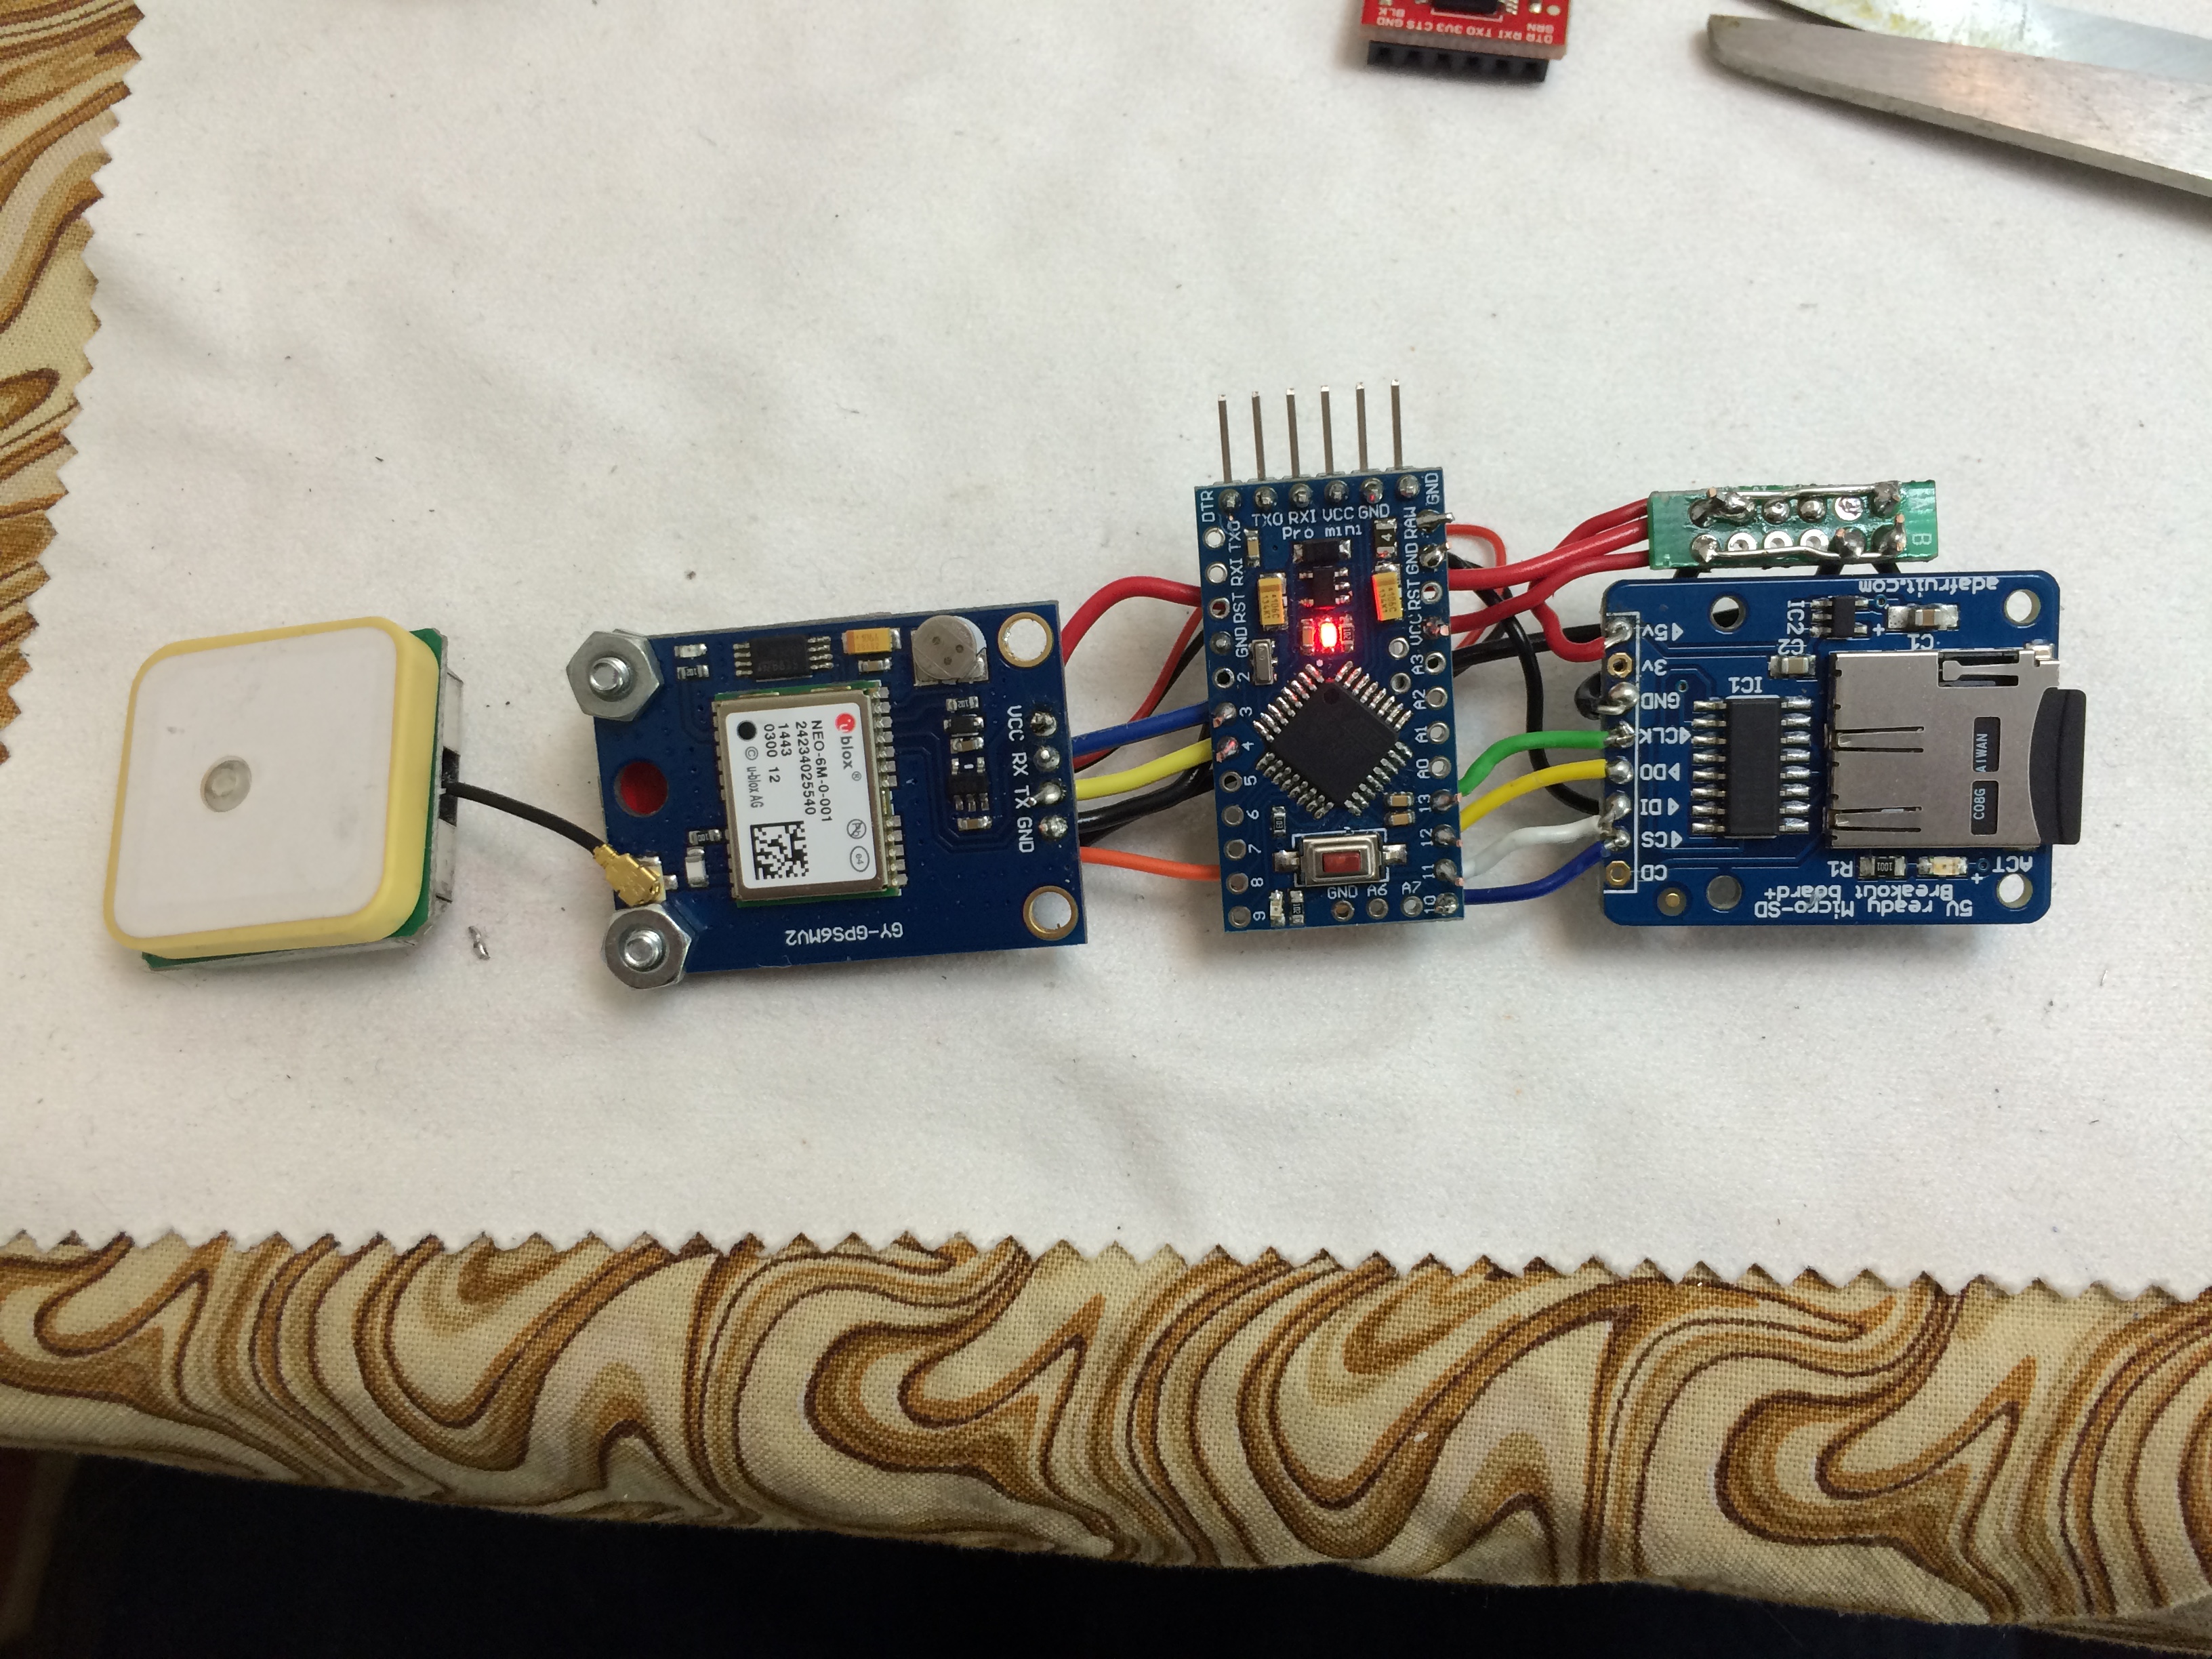 BLK GRN
GND CTS 3V3 TXO RXI DTR
u blox®
NEO-6M-0-001
24234025540
1443
0300 12
© u-blox AG
VCC
RX
TX
GND
GY-GPS6MV2
DTR TXO RXI VCC GND
GND
Pro mini
TXO
RXI
RST
GND
2
3
4
5
6
7
8
9
RAW
GND
RST
VCC
A3
A2
A1
A0
13
12
11
10
GND A6 A7
B
adafruit.com
5V
3V
GND
CLK
DO
DI
CS
CD
IC2
C2
C1
IC1
AIWAN
C08G
R1
1001
ACT
5V ready Micro-SD
Breakout board+